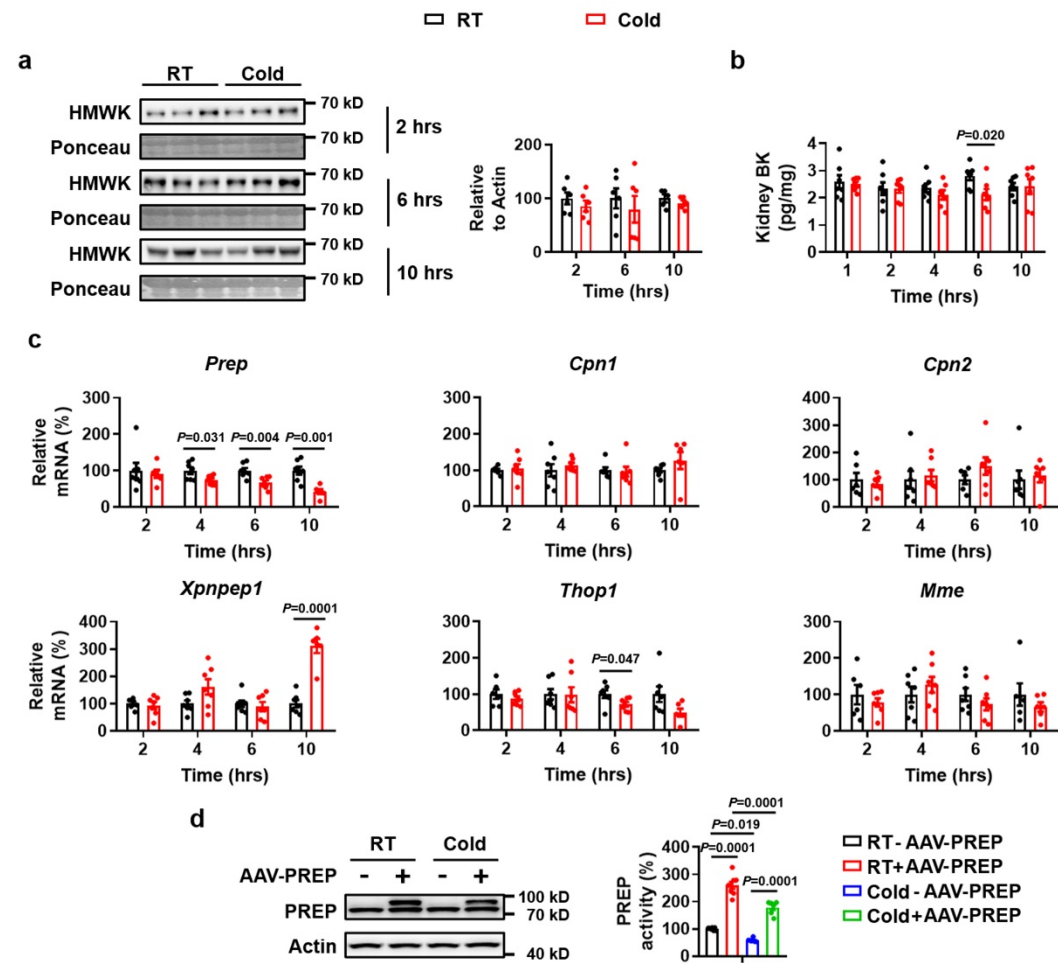 RT Cold
a
RT Cold
HMWK 70 kD
Ponceau 70 kD
2 hrs
HMWK 70 kD
Ponceau 70 kD
6 hrs
HMWK 70 kD
Ponceau 70 kD
10 hrs
Relative to Actin
200
100
0
2 6 10
Time (hrs)
b
Kidney BK (pg/mg)
6
4
2
0
P=0.020
1 2 4 6 10
Time (hrs)
c
Prep
Relative mRNA (%)
300
200
100
0
P=0.031 P=0.004 P=0.001
2 4 6 10
Time (hrs)
Cpn1
300
200
100
0
2 4 6 10
Time (hrs)
Cpn2
400
300
200
100
0
2 4 6 10
Time (hrs)
Xpnpep1
Relative mRNA (%)
400
300
200
100
0
P=0.0001
2 4 6 10
Time (hrs)
Thop1
300
200
100
0
P=0.047
2 4 6 10
Time (hrs)
Mme
300
200
100
0
2 4 6 10
Time (hrs)
d
RT Cold
AAV-PREP - + - +
PREP 100 kD
70 kD
Actin
40 kD
PREP activity (%)
400
300
200
100
0
P=0.0001
P=0.019
P=0.0001
P=0.0001
RT- AAV-PREP
RT+AAV-PREP
Cold- AAV-PREP
Cold+AAV-PREP